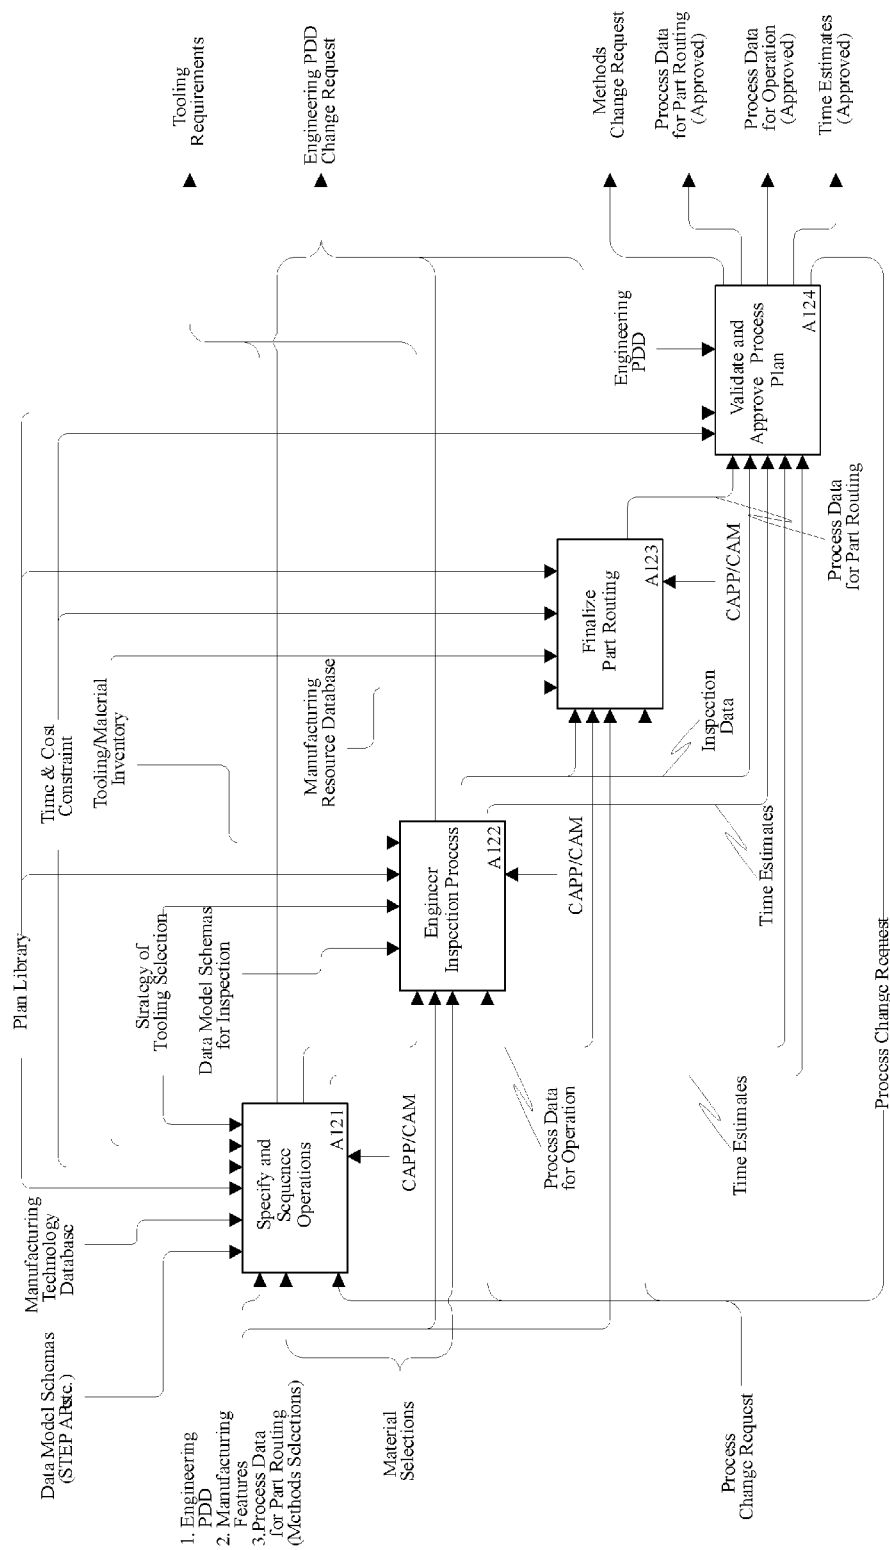 Plan Library
Time & Cost
Constraint
Tooling/Material
Inventory
Manufacturing
Resource Database
Strategy of
Tooling Selection
Data Model Schemas
for Inspection
Manufacturing
Technology
Database
Data Model Schemas
(STEP APs etc.)
1. Engineering
PDD
2. Manufacturing
Features
3.Process Data
for Part Routing
(Methods Selections)
Material
Selections
Process
Change Request
Specify and
Sequence
Operations
A121
CAPP/CAM
Engineer
Inspection Process
A122
CAPP/CAM
Finalize
Part Routing
A123
CAPP/CAM
Engineering
PDD
Validate and
Approve Process
Plan
A124
Process Data
for Operation
Time Estimates
Time Estimates
Inspection
Data
Process Data
for Part Routing
Process Change Request
Tooling
Requirements
Engineering PDD
Change Request
Methods
Change Request
Process Data
for Part Routing
(Approved)
Process Data
for Operation
(Approved)
Time Estimates
(Approved)